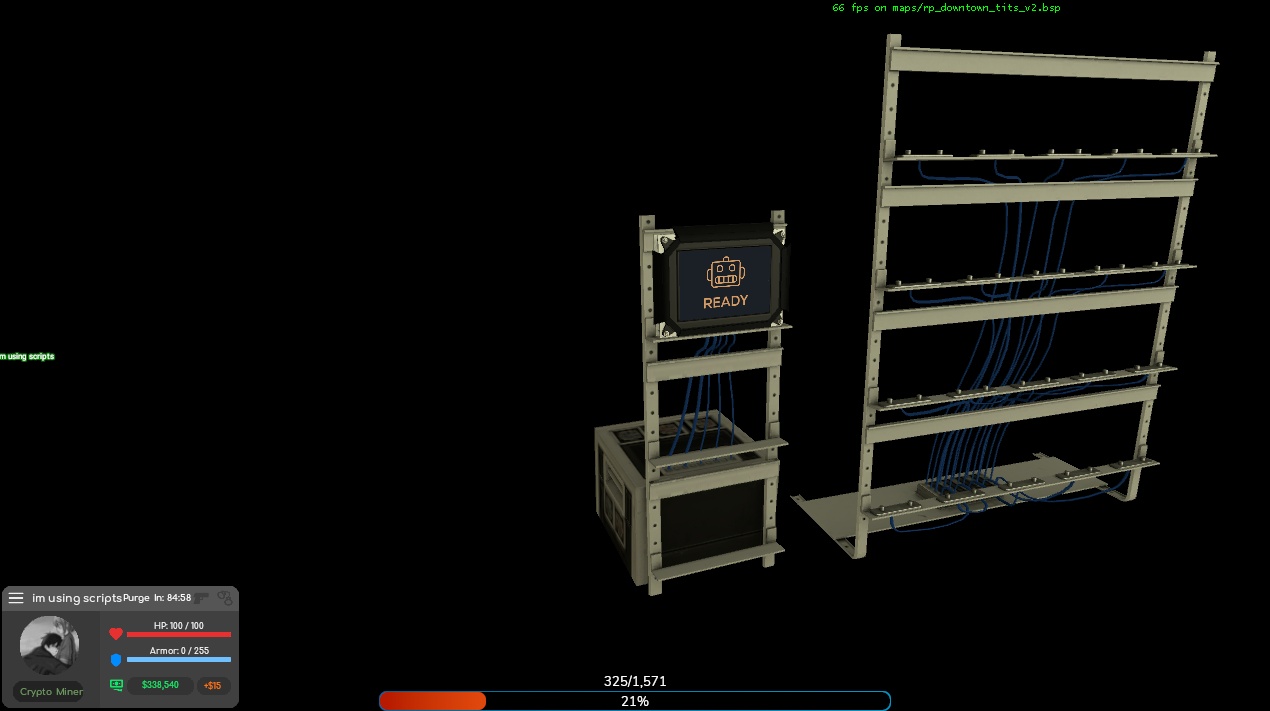 66 fps on maps/rp_downtown_tits_v2.bsp
READY
m using scripts
im using scripts Purge In: 84:58
HP: 100 / 100
Armor: 0 / 255
Crypto Miner
$338,540
+$15
325/1,571
21%